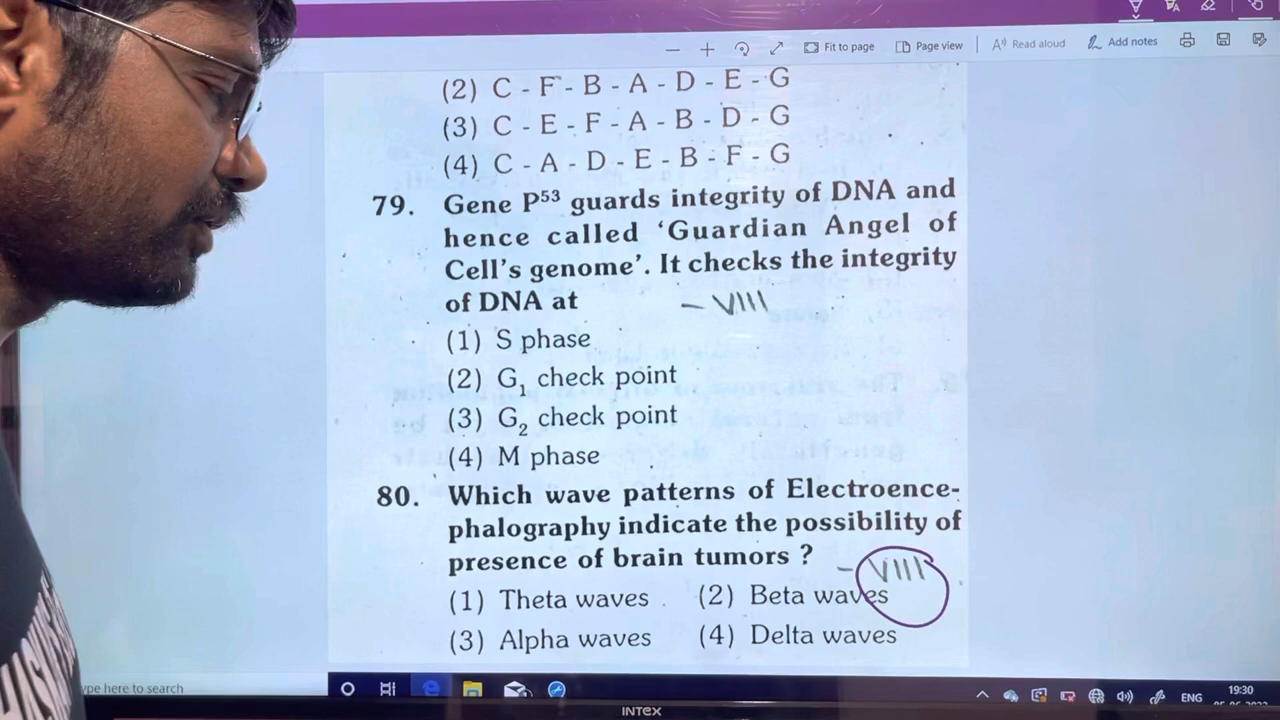 Fit to page
Page view
Read aloud
Add notes
(2) C - F - B - A - D - E - G
(3) C - E - F - A - B - D - G
(4) C - A - D - E - B - F - G
79. Gene P53 guards integrity of DNA and
hence called ‘Guardian Angel of
Cell’s genome’. It checks the integrity
of DNA at - VIII
(1) S phase
(2) G1 check point
(3) G2 check point
(4) M phase
80. Which wave patterns of Electroence-
phalography indicate the possibility of
presence of brain tumors ? - VIII
(1) Theta waves (2) Beta waves
(3) Alpha waves (4) Delta waves
ype here to search
ENG
19:30
INTEX